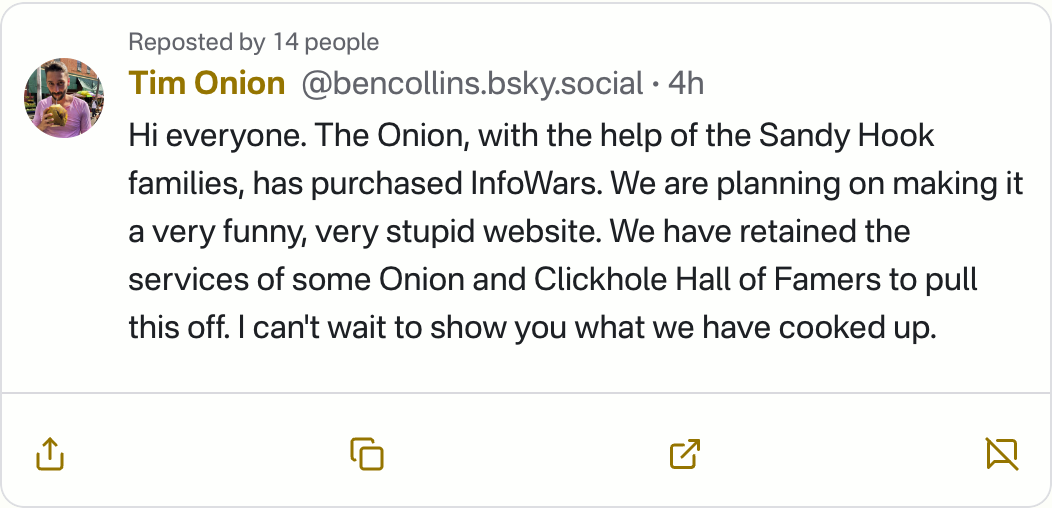 Reposted by 14 people
Tim Onion @bencollins.bsky.social · 4h
Hi everyone. The Onion, with the help of the Sandy Hook
families, has purchased InfoWars. We are planning on making it
a very funny, very stupid website. We have retained the
services of some Onion and Clickhole Hall of Famers to pull
this off. I can't wait to show you what we have cooked up.